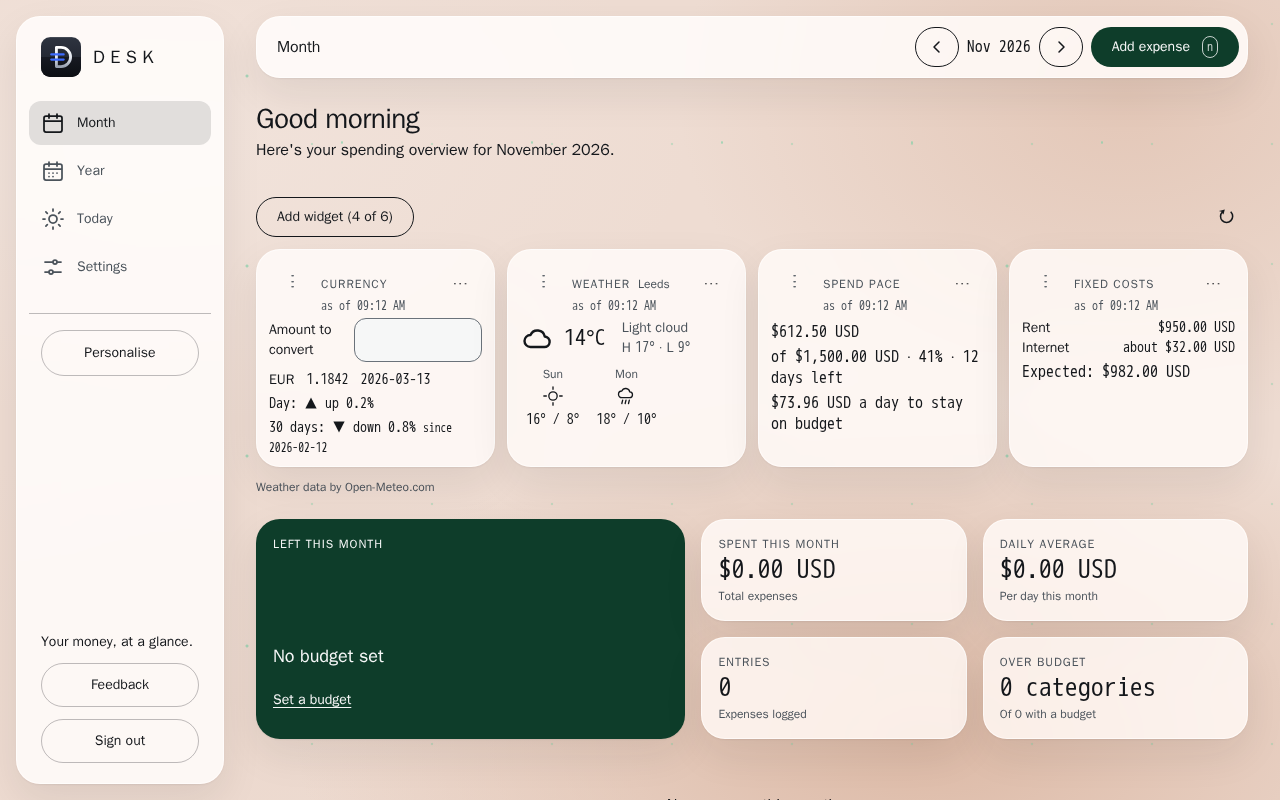 DESK
Month
Year
Today
Settings
Personalise
Your money, at a glance.
Feedback
Sign out
Month
Nov 2026
Add expense n
Good morning
Here's your spending overview for November 2026.
Add widget (4 of 6)
CURRENCY
as of 09:12 AM
Amount to
convert
EUR 1.1842 2026-03-13
Day: ▲ up 0.2%
30 days: ▼ down 0.8% since
2026-02-12
WEATHER Leeds
as of 09:12 AM
14°C
Light cloud
H 17° · L 9°
Sun
Mon
16° / 8°
18° / 10°
SPEND PACE
as of 09:12 AM
$612.50 USD
of $1,500.00 USD · 41% · 12
days left
$73.96 USD a day to stay
on budget
FIXED COSTS
as of 09:12 AM
Rent $950.00 USD
Internet about $32.00 USD
Expected: $982.00 USD
Weather data by Open-Meteo.com
LEFT THIS MONTH
No budget set
Set a budget
SPENT THIS MONTH
$0.00 USD
Total expenses
DAILY AVERAGE
$0.00 USD
Per day this month
ENTRIES
0
Expenses logged
OVER BUDGET
0 categories
Of 0 with a budget